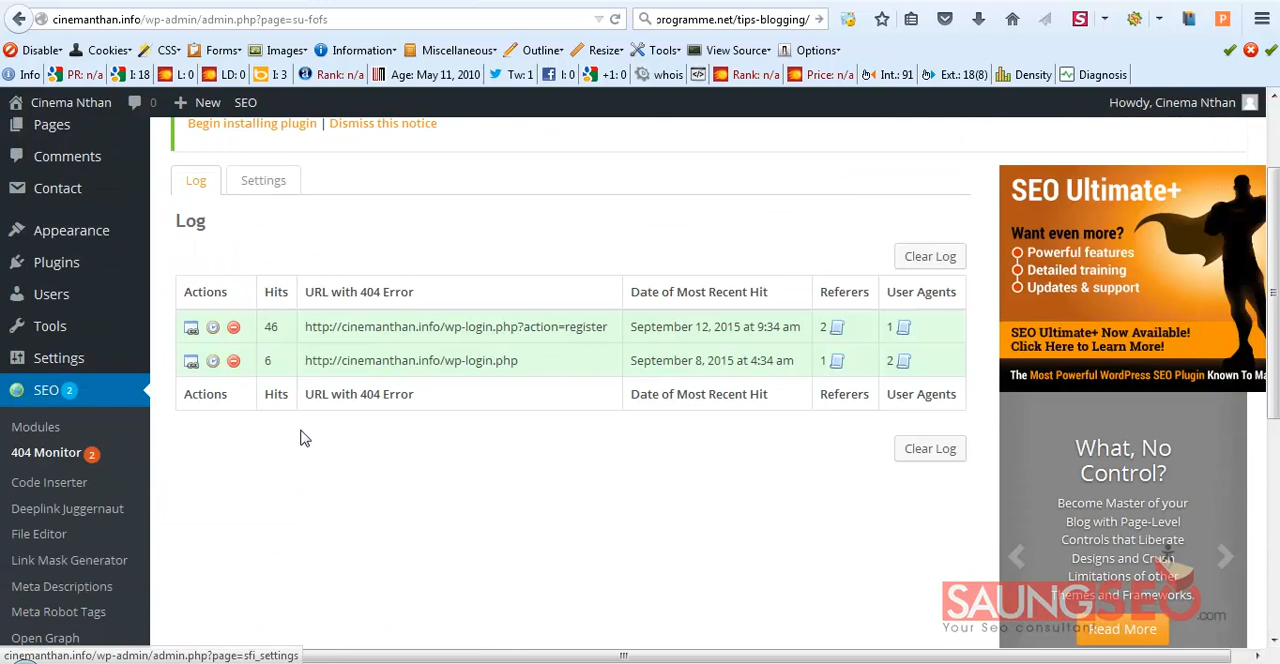 cinemanthan.info/wp-admin/admin.php?page=su-fofs
programme.net/tips-blogging/
Disable Cookies CSS Forms Images Information Miscellaneous Outline Resize Tools View Source Options
Info PR: n/a I: 18 L: 0 LD: 0 I: 3 Rank: n/a Age: May 11, 2010 Tw: 1 I: 0 +1: 0 whois Rank: n/a Price: n/a Int.: 91 Ext.: 18(8) Density Diagnosis
Cinema Nthan 0 New SEO Howdy, Cinema Nthan
Pages
Comments
Contact
Appearance
Plugins
Users
Tools
Settings
SEO 2
Modules
404 Monitor 2
Code Inserter
Deeplink Juggernaut
File Editor
Link Mask Generator
Meta Descriptions
Meta Robot Tags
Open Graph
Begin installing plugin | Dismiss this notice
Log Settings
Log
Clear Log
Actions Hits URL with 404 Error Date of Most Recent Hit Referers User Agents
46 http://cinemanthan.info/wp-login.php?action=register September 12, 2015 at 9:34 am 2 1
6 http://cinemanthan.info/wp-login.php September 8, 2015 at 4:34 am 1 2
Actions Hits URL with 404 Error Date of Most Recent Hit Referers User Agents
Clear Log
SEO Ultimate+
Want even more?
Powerful features
Detailed training
Updates & support
SEO Ultimate+ Now Available!
Click Here to Learn More!
The Most Powerful WordPress SEO Plugin Known To Ma
What, No
Control?
Become Master of your
Blog with Page-Level
Controls that Liberate
Designs and Crush
Limitations of other
Themes and Frameworks.
Read More
SAUNGSEO.com
Your Seo consultant
cinemanthan.info/wp-admin/admin.php?page=sfi_settings